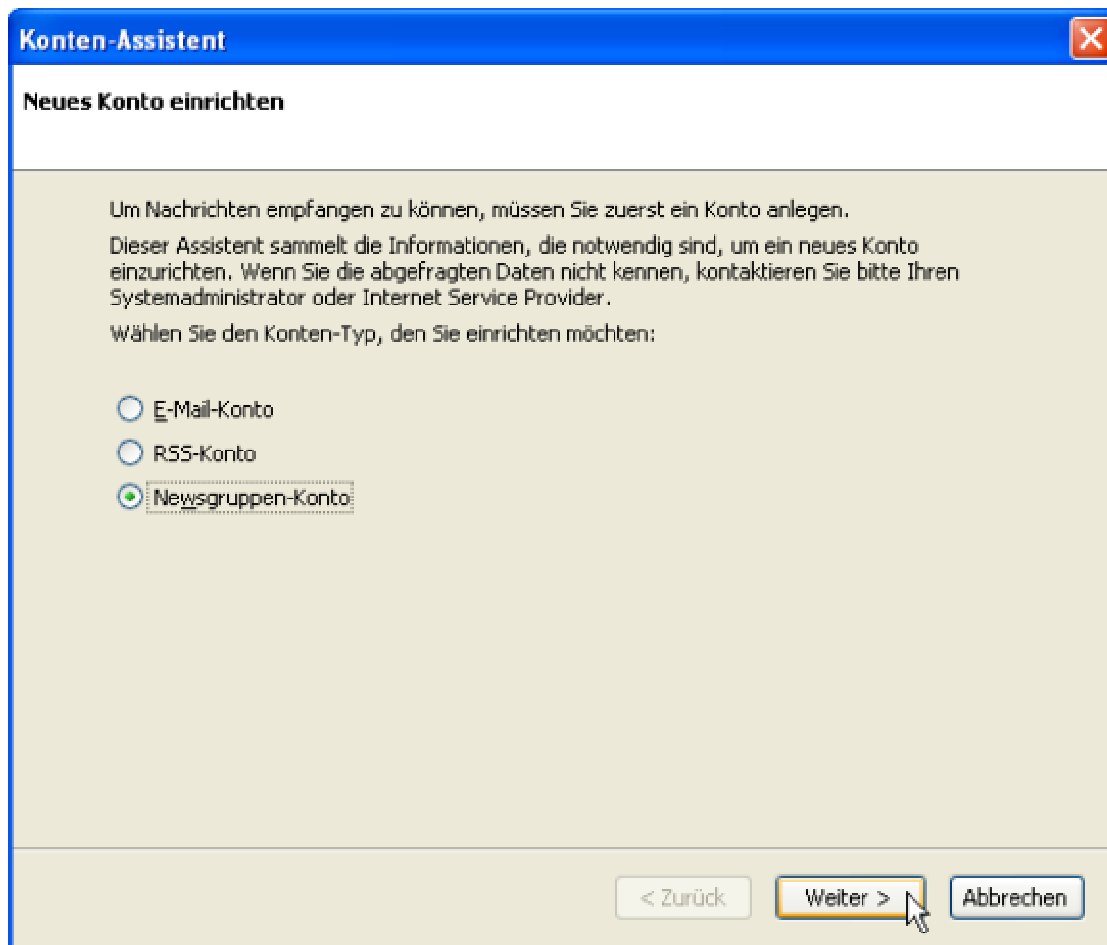 Konten-Assistent
Neues Konto einrichten
Um Nachrichten empfangen zu können, müssen Sie zuerst ein Konto anlegen.
Dieser Assistent sammelt die Informationen, die notwendig sind, um ein neues Konto
einzurichten. Wenn Sie die abgefragten Daten nicht kennen, kontaktieren Sie bitte Ihren
Systemadministrator oder Internet Service Provider.
Wählen Sie den Konten-Typ, den Sie einrichten möchten:
E-Mail-Konto
RSS-Konto
Newsgruppen-Konto
< Zurück Weiter > Abbrechen